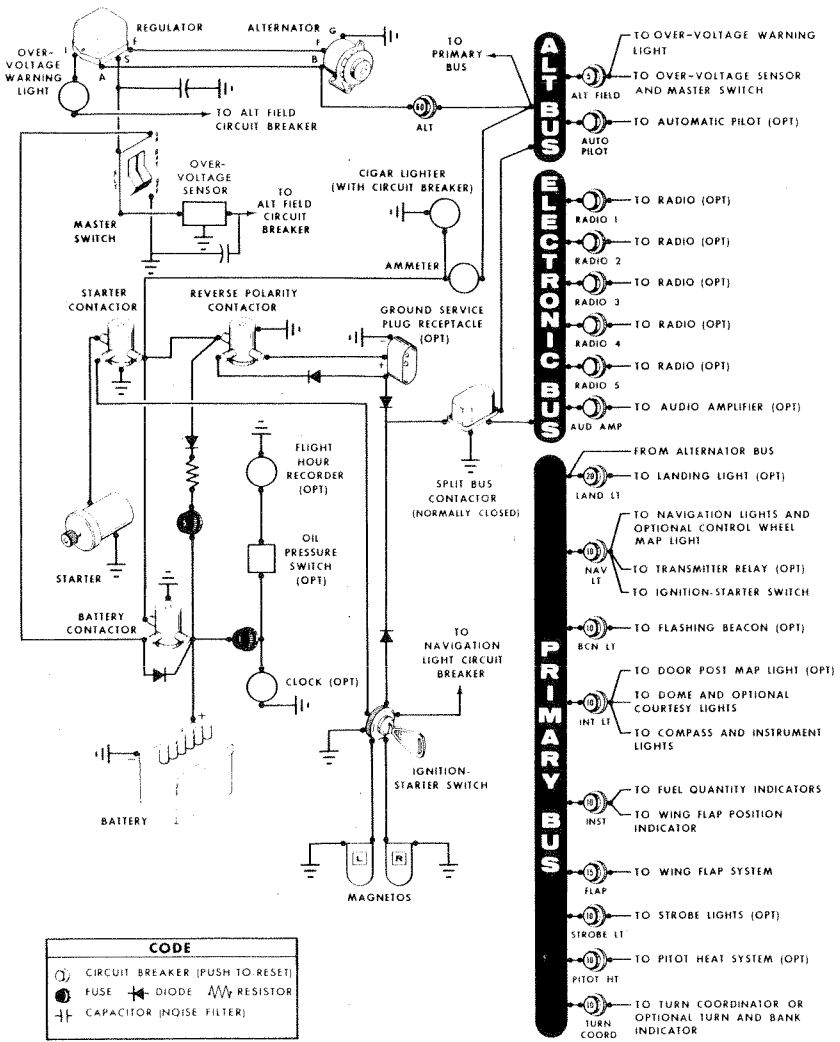 REGULATOR
ALTERNATOR
G
I
F
F
S
A
B
OVER-
VOLTAGE
WARNING
LIGHT
TO
PRIMARY
BUS
TO ALT FIELD
CIRCUIT BREAKER
60
ALT
OVER-
VOLTAGE
SENSOR
TO
ALT FIELD
CIRCUIT
BREAKER
MASTER
SWITCH
CIGAR LIGHTER
(WITH CIRCUIT BREAKER)
AMMETER
STARTER
CONTACTOR
REVERSE POLARITY
CONTACTOR
GROUND SERVICE
PLUG RECEPTACLE
(OPT)
-
+
FLIGHT
HOUR
RECORDER
(OPT)
SPLIT BUS
CONTACTOR
(NORMALLY CLOSED)
OIL
PRESSURE
SWITCH
(OPT)
STARTER
BATTERY
CONTACTOR
CLOCK (OPT)
TO
NAVIGATION
LIGHT CIRCUIT
BREAKER
IGNITION-
STARTER SWITCH
-
+
BATTERY
L
R
MAGNETOS
ALT BUS
5
ALT FIELD
TO OVER-VOLTAGE WARNING
LIGHT
TO OVER-VOLTAGE SENSOR
AND MASTER SWITCH
AUTO
PILOT
TO AUTOMATIC PILOT (OPT)
ELECTRONIC BUS
RADIO 1
TO RADIO (OPT)
RADIO 2
TO RADIO (OPT)
RADIO 3
TO RADIO (OPT)
RADIO 4
TO RADIO (OPT)
RADIO 5
TO RADIO (OPT)
AUD AMP
TO AUDIO AMPLIFIER (OPT)
PRIMARY BUS
FROM ALTERNATOR BUS
20
LAND LT
TO LANDING LIGHT (OPT)
10
NAV
LT
TO NAVIGATION LIGHTS AND
OPTIONAL CONTROL WHEEL
MAP LIGHT
TO TRANSMITTER RELAY (OPT)
TO IGNITION-STARTER SWITCH
10
BCN LT
TO FLASHING BEACON (OPT)
10
INT LT
TO DOOR POST MAP LIGHT (OPT)
TO DOME AND OPTIONAL
COURTESY LIGHTS
TO COMPASS AND INSTRUMENT
LIGHTS
10
INST
TO FUEL QUANTITY INDICATORS
TO WING FLAP POSITION
INDICATOR
15
FLAP
TO WING FLAP SYSTEM
10
STROBE LT
TO STROBE LIGHTS (OPT)
10
PITOT HT
TO PITOT HEAT SYSTEM (OPT)
10
TURN
COORD
TO TURN COORDINATOR OR
OPTIONAL TURN AND BANK
INDICATOR
CODE
CIRCUIT BREAKER (PUSH TO RESET)
FUSE DIODE RESISTOR
CAPACITOR (NOISE FILTER)